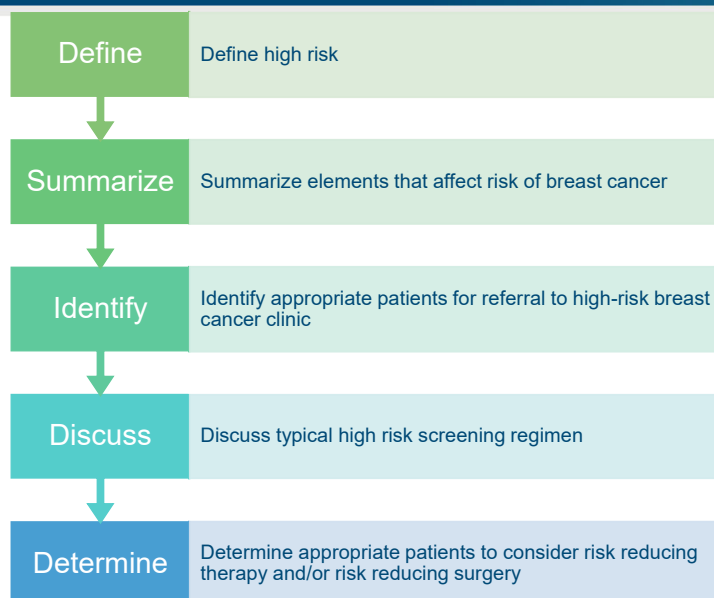 Define
Define high risk
Summarize
Summarize elements that affect risk of breast cancer
Identify
Identify appropriate patients for referral to high-risk breast
cancer clinic
Discuss
Discuss typical high risk screening regimen
Determine
Determine appropriate patients to consider risk reducing
therapy and/or risk reducing surgery